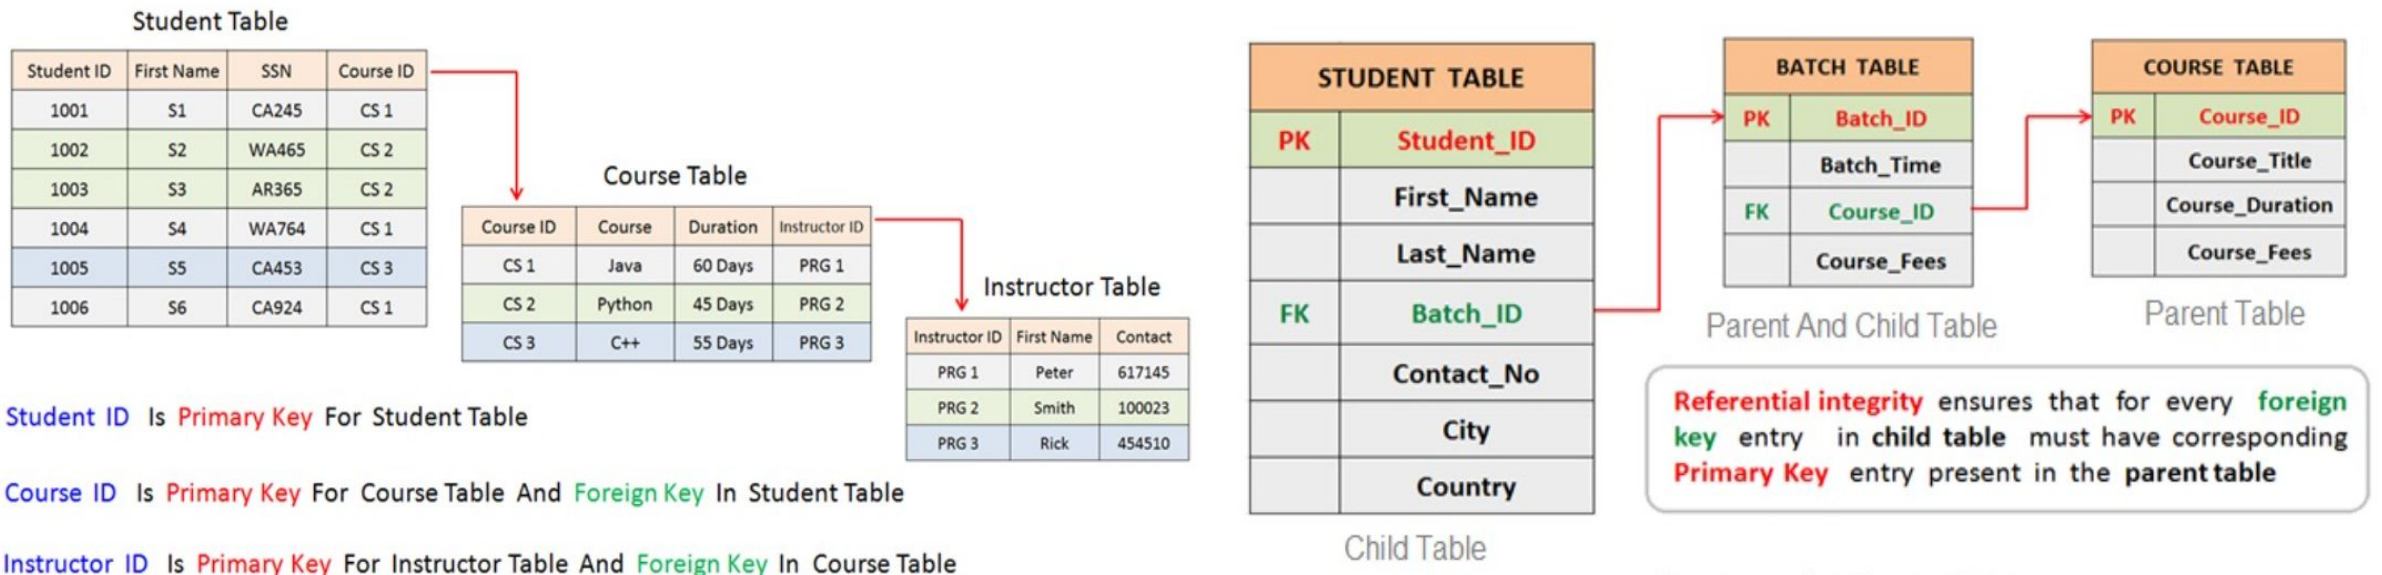 Student Table
Student ID First Name SSN Course ID
1001 S1 CA245 CS 1
1002 S2 WA465 CS 2
1003 S3 AR365 CS 2
1004 S4 WA764 CS 1
1005 S5 CA453 CS 3
1006 S6 CA924 CS 1
Course Table
Course ID Course Duration Instructor ID
CS 1 Java 60 Days PRG 1
CS 2 Python 45 Days PRG 2
CS 3 C++ 55 Days PRG 3
Instructor Table
Instructor ID First Name Contact
PRG 1 Peter 617145
PRG 2 Smith 100023
PRG 3 Rick 454510
Student ID Is Primary Key For Student Table
Course ID Is Primary Key For Course Table And Foreign Key In Student Table
Instructor ID Is Primary Key For Instructor Table And Foreign Key In Course Table
STUDENT TABLE
PK Student_ID
First_Name
Last_Name
FK Batch_ID
Contact_No
City
Country
Child Table
BATCH TABLE
PK Batch_ID
Batch_Time
FK Course_ID
Course_Fees
Parent And Child Table
COURSE TABLE
PK Course_ID
Course_Title
Course_Duration
Course_Fees
Parent Table
Referential integrity ensures that for every foreign
key entry in child table must have corresponding
Primary Key entry present in the parent table